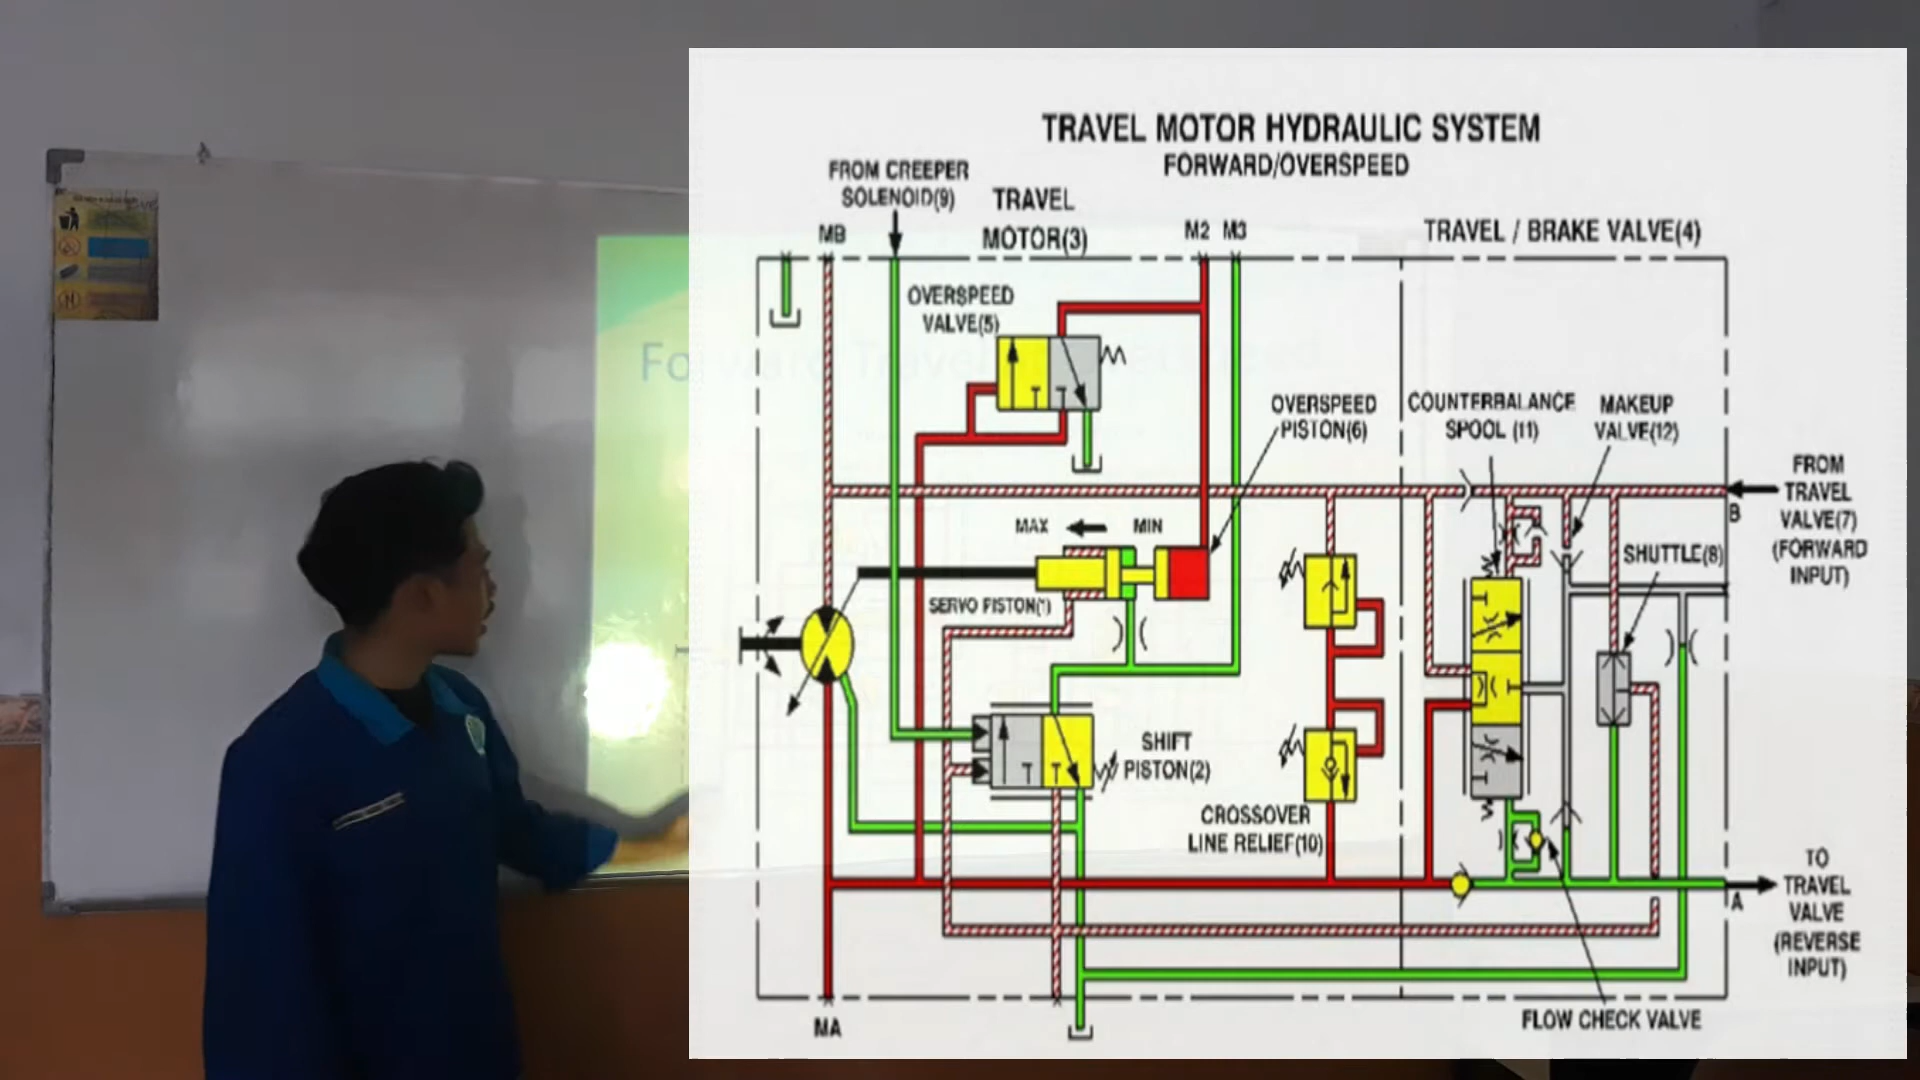 TRAVEL MOTOR HYDRAULIC SYSTEM
FORWARD/OVERSPEED
FROM CREEPER
SOLENOID(9)
TRAVEL
MOTOR(3)
MB
M2
M3
TRAVEL / BRAKE VALVE(4)
OVERSPEED
VALVE(5)
T
T
OVERSPEED
PISTON(6)
COUNTERBALANCE
SPOOL (11)
MAKEUP
VALVE(12)
FROM
TRAVEL
VALVE(7)
(FORWARD
INPUT)
B
MAX
MIN
SHUTTLE(8)
SERVO PISTON(1)
T
T
SHIFT
PISTON(2)
CROSSOVER
LINE RELIEF(10)
TO
TRAVEL
VALVE
(REVERSE
INPUT)
A
FLOW CHECK VALVE
MA
Forward Travel